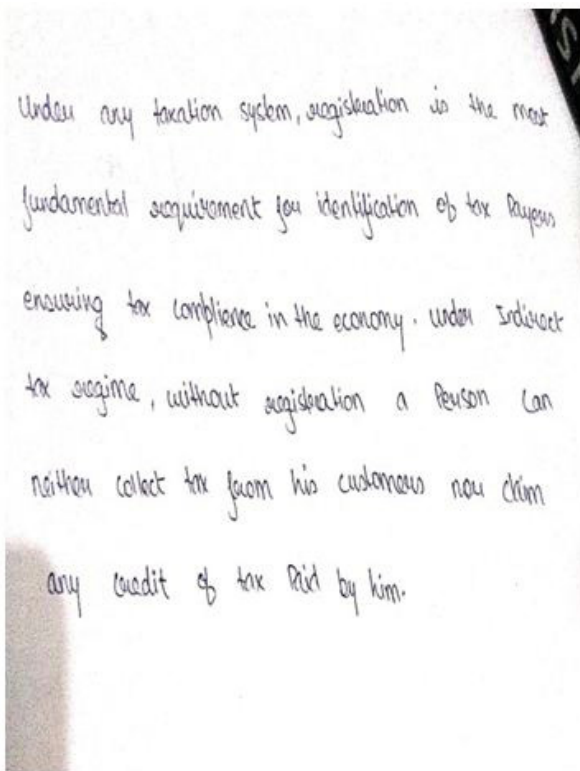 Under any taxation system, registration is the most
fundamental requirement for identification of tax Payers
ensuring tax complience in the economy. under Indirect
tax regime, without registration a Person can
neither collect tax from his customers nor claim
any credit of tax Paid by him.